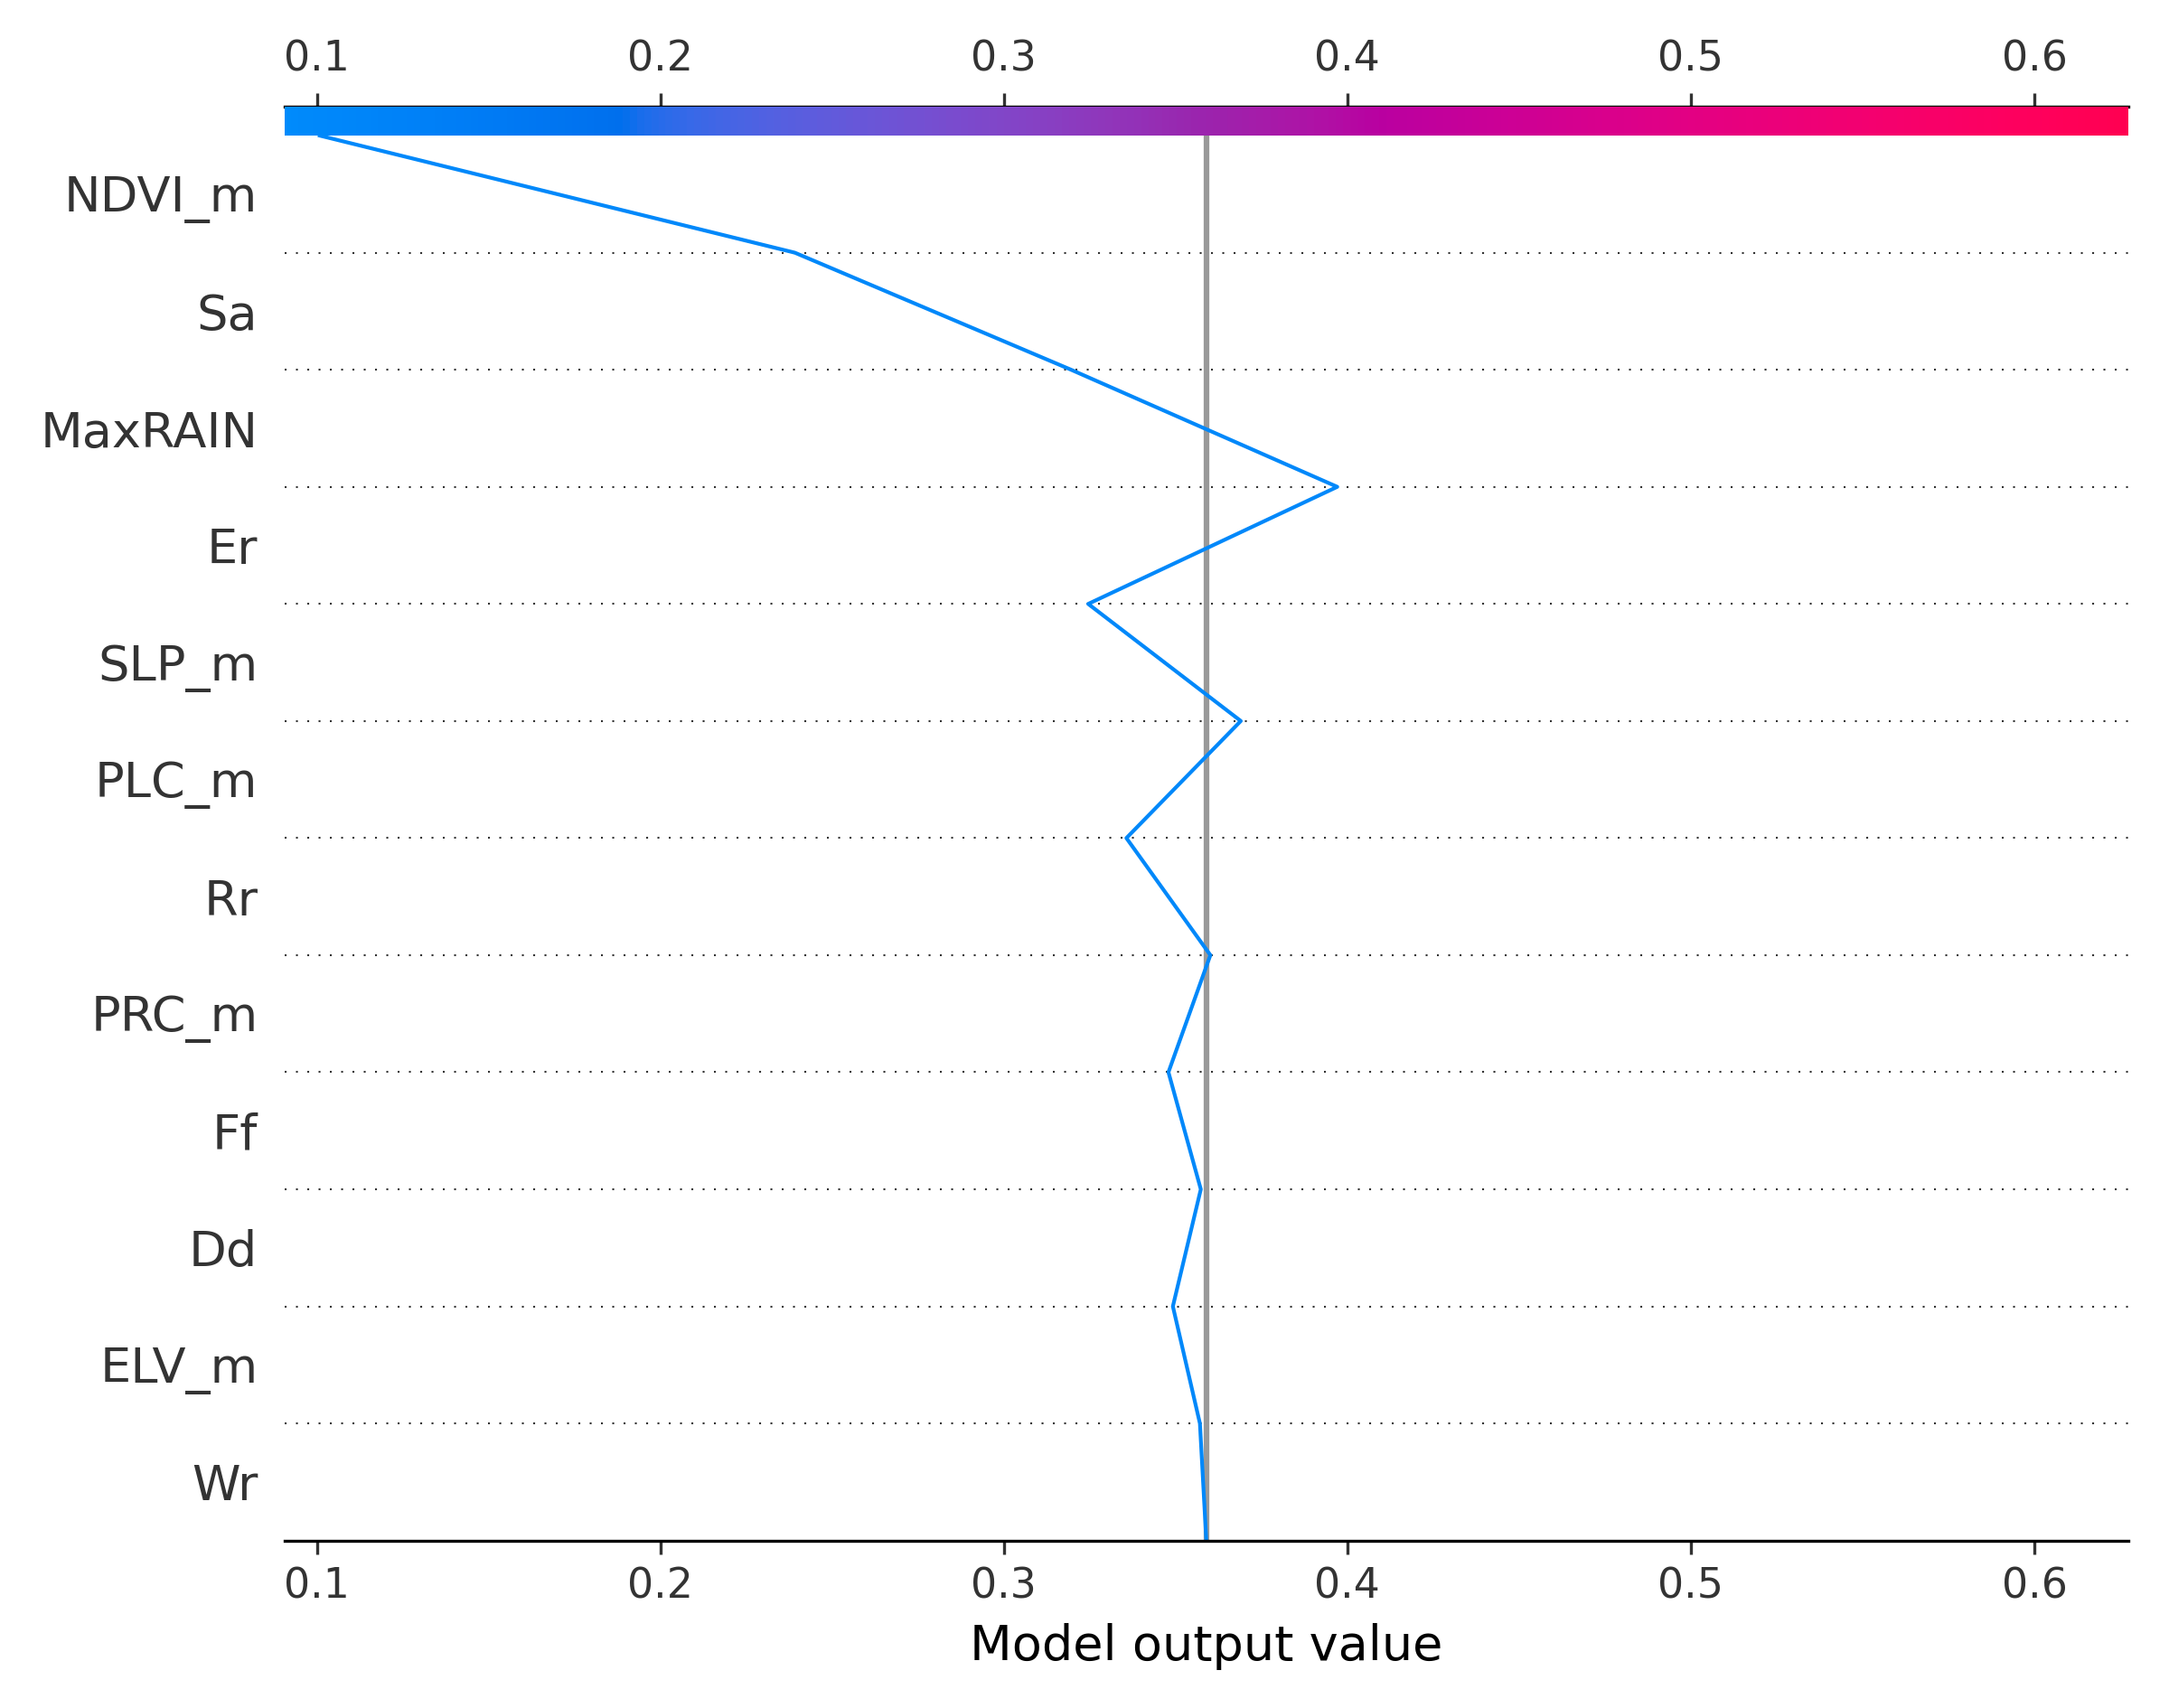 0.1 0.2 0.3 0.4 0.5 0.6
NDVI_m
Sa
MaxRAIN
Er
SLP_m
PLC_m
Rr
PRC_m
Ff
Dd
ELV_m
Wr
0.1 0.2 0.3 0.4 0.5 0.6
Model output value